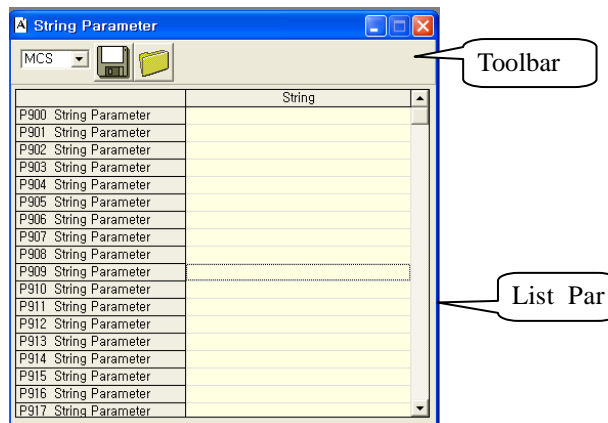 String Parameter
MCS
Toolbar
String
P900 String Parameter
P901 String Parameter
P902 String Parameter
P903 String Parameter
P904 String Parameter
P905 String Parameter
P906 String Parameter
P907 String Parameter
P908 String Parameter
P909 String Parameter
P910 String Parameter
List Par
P911 String Parameter
P912 String Parameter
P913 String Parameter
P914 String Parameter
P915 String Parameter
P916 String Parameter
P917 String Parameter